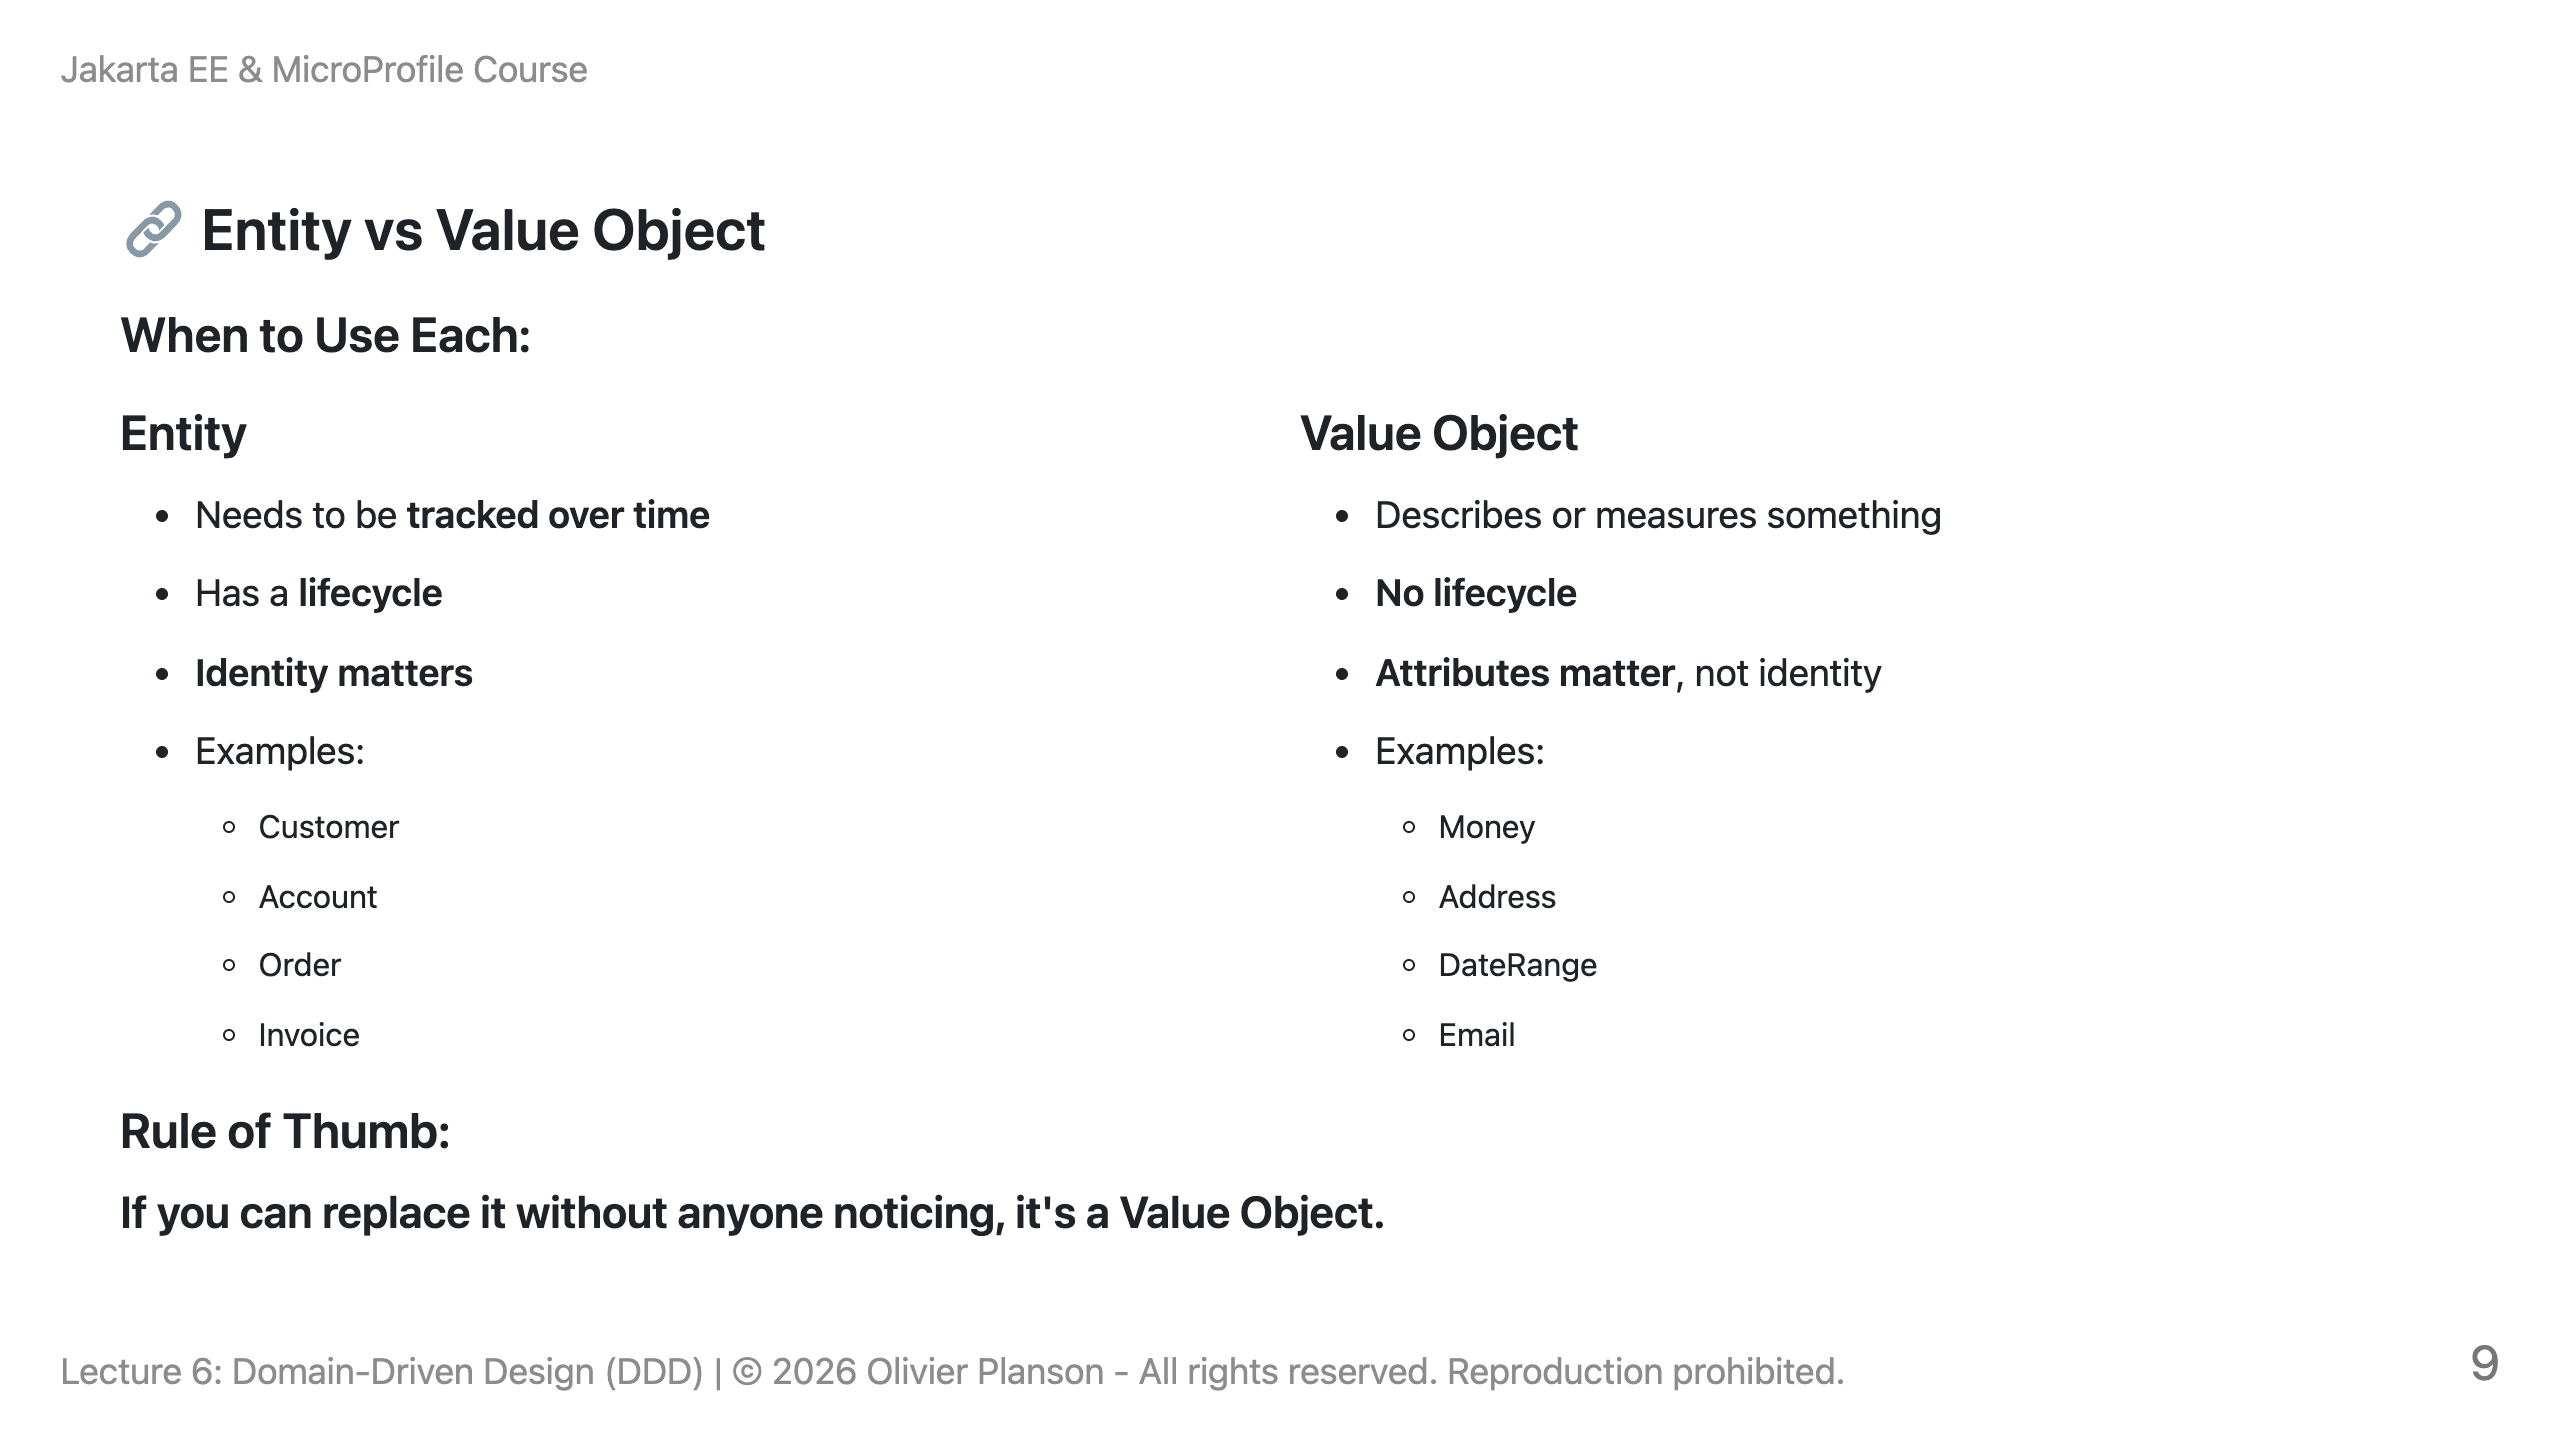 Jakarta EE & MicroProfile Course
🔗 Entity vs Value Object
When to Use Each:
Entity
• Needs to be tracked over time
• Has a lifecycle
• Identity matters
• Examples:
◦ Customer
◦ Account
◦ Order
◦ Invoice
Value Object
• Describes or measures something
• No lifecycle
• Attributes matter, not identity
• Examples:
◦ Money
◦ Address
◦ DateRange
◦ Email
Rule of Thumb:
If you can replace it without anyone noticing, it's a Value Object.
Lecture 6: Domain-Driven Design (DDD) | © 2026 Olivier Planson - All rights reserved. Reproduction prohibited.
9